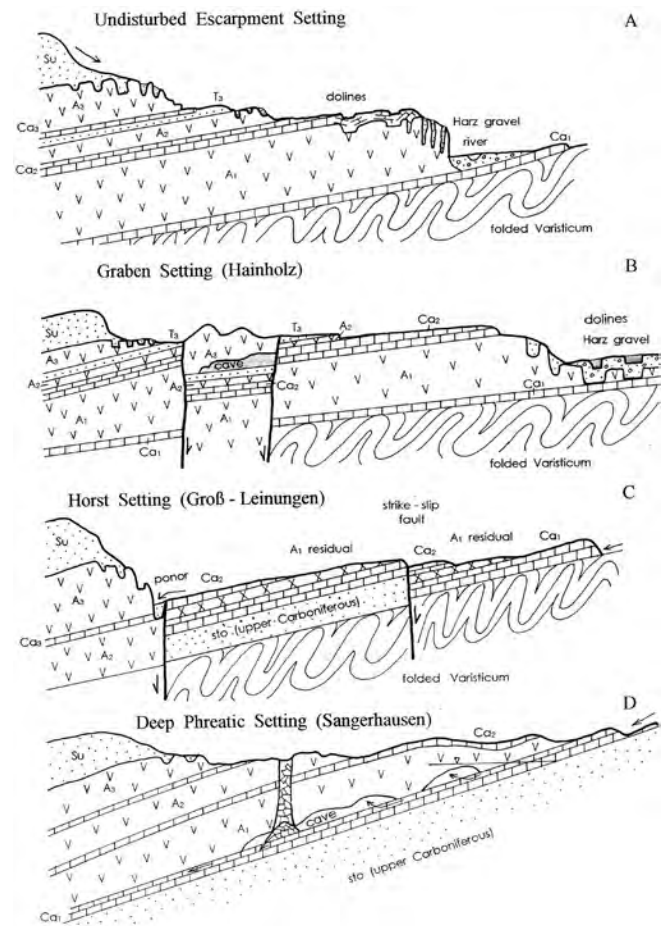 Undisturbed Escarpment Setting
A
Su
A3
T3
dolines
Harz gravel
river
Ca1
Ca3
A2
Ca2
A1
folded Varisticum
Graben Setting (Hainholz)
B
Su
T3
A3
cave
T3
A2
Ca2
dolines
Harz gravel
A3
A2
A2
Ca2
A1
A1
A1
Ca1
Ca1
folded Varisticum
Horst Setting (Groß - Leinungen)
C
strike - slip
fault
Su
ponor
Ca2
A1 residual
Ca2
A1 residual
Ca1
A3
sto (upper Carboniferous)
Ca3
A2
folded Varisticum
Deep Phreatic Setting (Sangerhausen)
D
Ca2
Su
A3
A2
A1
cave
sto (upper Carboniferous)
Ca1